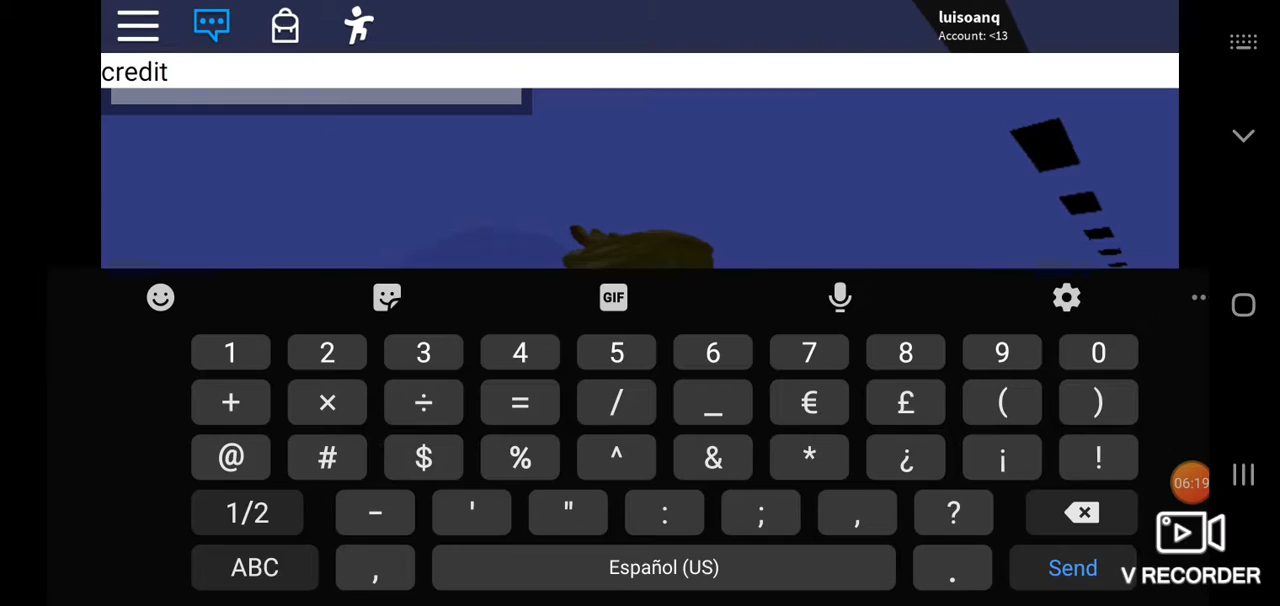 luisoanq
Account: <13
credit
GIF
1 2 3 4 5 6 7 8 9 0
+ × ÷ = / _ € £ ( )
@ # $ % ^ & * ¿ ¡ !
1/2 - ' " : ; , ?
ABC , Español (US) . Send
06:19
V RECORDER